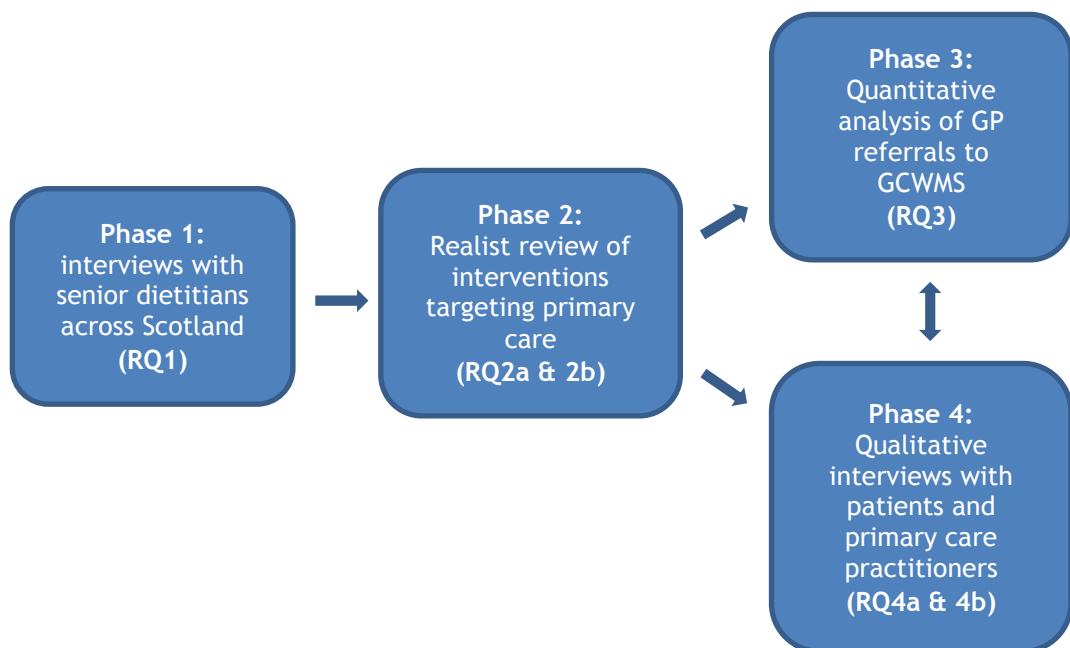 Phase 1:
interviews with
senior dietitians
across Scotland
(RQ1)
Phase 2:
Realist review of
interventions
targeting primary
care
(RQ2a & 2b)
Phase 3:
Quantitative
analysis of GP
referrals to
GCWMS
(RQ3)
Phase 4:
Qualitative
interviews with
patients and
primary care
practitioners
(RQ4a & 4b)